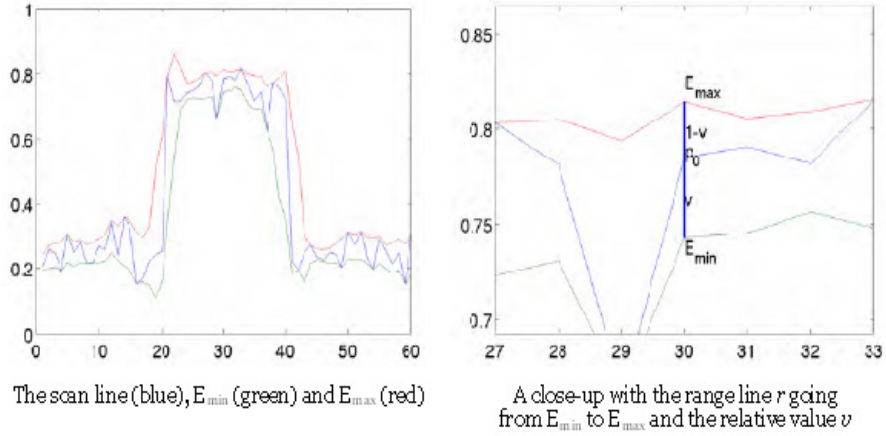 1
0.8
0.6
0.4
0.2
0
0 10 20 30 40 50 60
The scan line (blue), E min (green) and E max (red)
0.85
0.8
0.75
0.7
E max
1-v
p0
v
E min
27 28 29 30 31 32 33
A close-up with the range line r going
from E min to E max and the relative value v